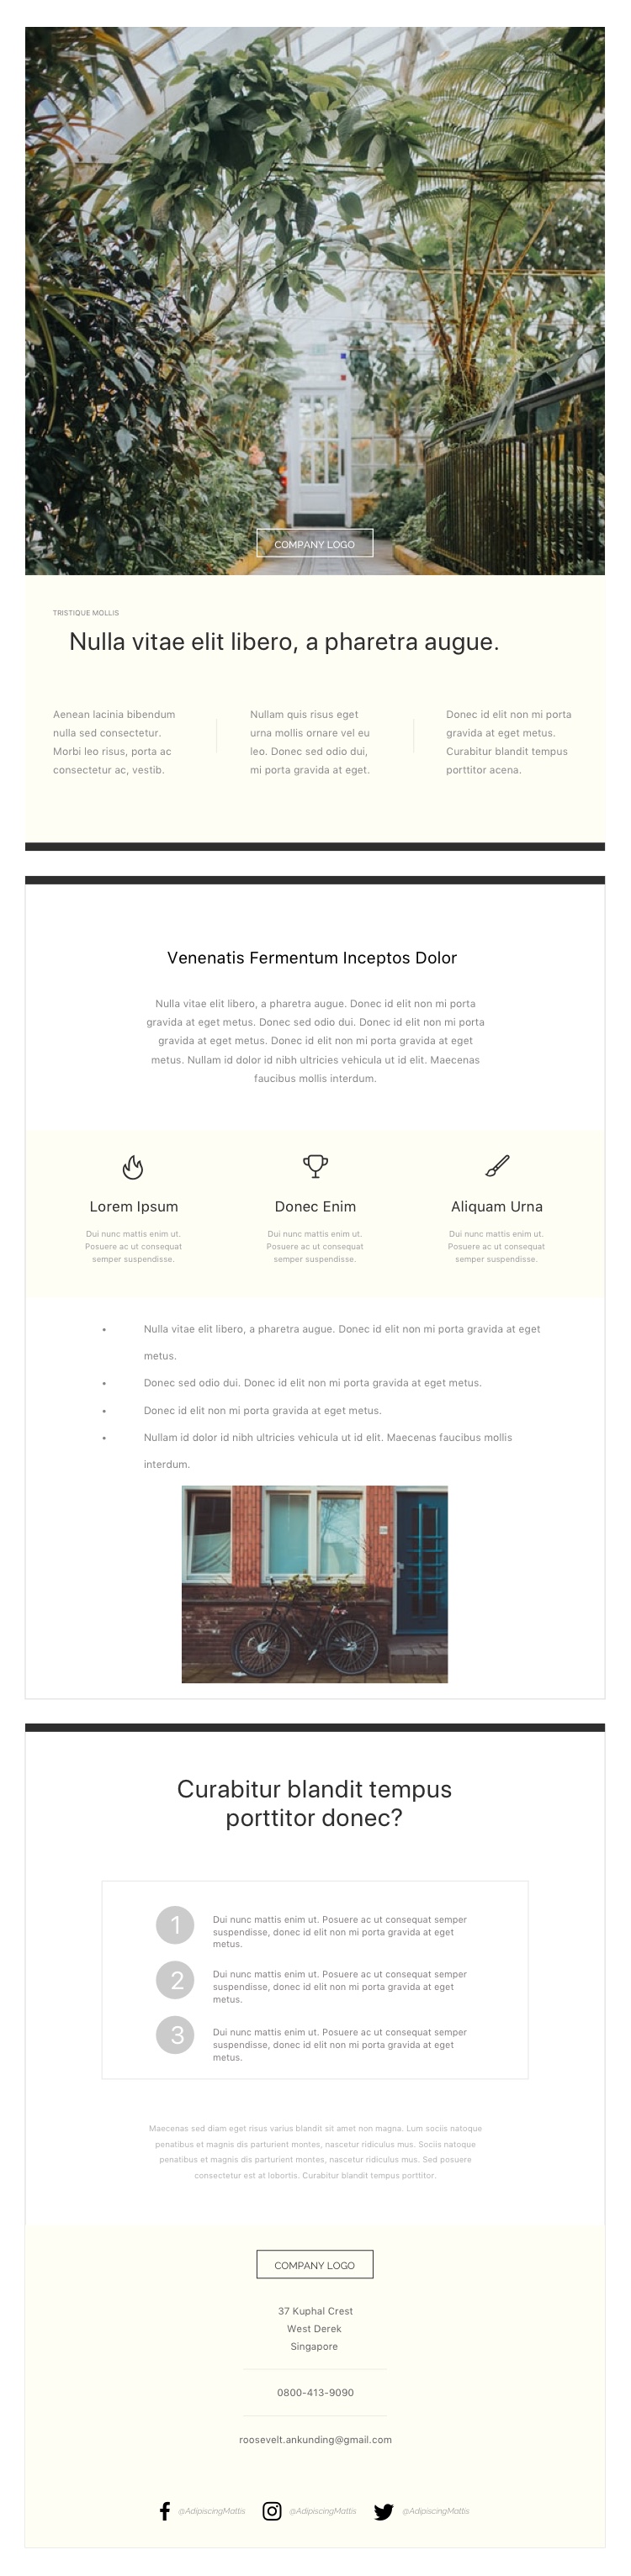 COMPANY LOGO
TRISTIQUE MOLLIS
Nulla vitae elit libero, a pharetra augue.
Aenean lacinia bibendum
nulla sed consectetur.
Morbi leo risus, porta ac
consectetur ac, vestib.
Nullam quis risus eget
urna mollis ornare vel eu
leo. Donec sed odio dui,
mi porta gravida at eget.
Donec id elit non mi porta
gravida at eget metus.
Curabitur blandit tempus
porttitor acena.
Venenatis Fermentum Inceptos Dolor
Nulla vitae elit libero, a pharetra augue. Donec id elit non mi porta
gravida at eget metus. Donec sed odio dui. Donec id elit non mi porta
gravida at eget metus. Donec id elit non mi porta gravida at eget
metus. Nullam id dolor id nibh ultricies vehicula ut id elit. Maecenas
faucibus mollis interdum.
Lorem Ipsum
Dui nunc mattis enim ut.
Posuere ac ut consequat
semper suspendisse.
Donec Enim
Dui nunc mattis enim ut.
Posuere ac ut consequat
semper suspendisse.
Aliquam Urna
Dui nunc mattis enim ut.
Posuere ac ut consequat
semper suspendisse.
• Nulla vitae elit libero, a pharetra augue. Donec id elit non mi porta gravida at eget
metus.
• Donec sed odio dui. Donec id elit non mi porta gravida at eget metus.
• Donec id elit non mi porta gravida at eget metus.
• Nullam id dolor id nibh ultricies vehicula ut id elit. Maecenas faucibus mollis
interdum.
Curabitur blandit tempus
porttitor donec?
1
Dui nunc mattis enim ut. Posuere ac ut consequat semper
suspendisse, donec id elit non mi porta gravida at eget
metus.
2
Dui nunc mattis enim ut. Posuere ac ut consequat semper
suspendisse, donec id elit non mi porta gravida at eget
metus.
3
Dui nunc mattis enim ut. Posuere ac ut consequat semper
suspendisse, donec id elit non mi porta gravida at eget
metus.
Maecenas sed diam eget risus varius blandit sit amet non magna. Lum sociis natoque
penatibus et magnis dis parturient montes, nascetur ridiculus mus. Sociis natoque
penatibus et magnis dis parturient montes, nascetur ridiculus mus. Sed posuere
consectetur est at lobortis. Curabitur blandit tempus porttitor.
COMPANY LOGO
37 Kuphal Crest
West Derek
Singapore
0800-413-9090
roosevelt.ankunding@gmail.com
@AdipiscingMattis
@AdipiscingMattis
@AdipiscingMattis